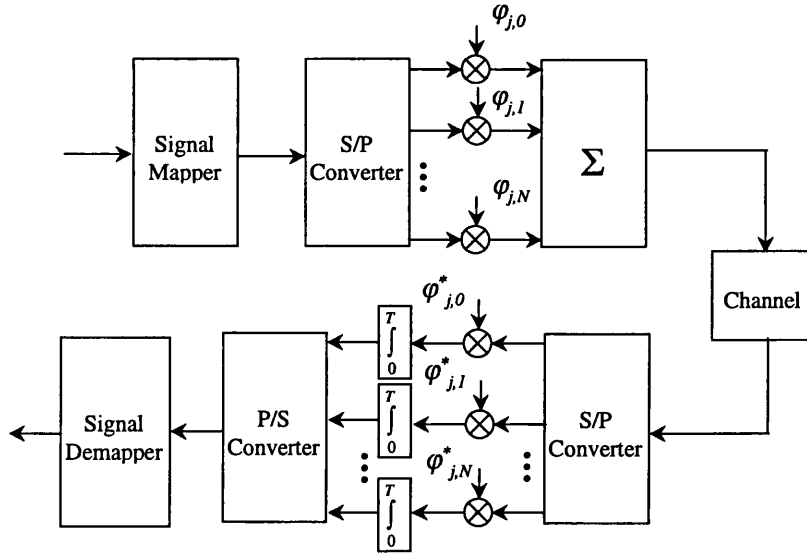 φj,0
Signal
Mapper
S/P
Converter
φj,1
φj,N
Σ
Channel
φ*j,0
T
∫
0
φ*j,1
T
∫
0
φ*j,N
T
∫
0
S/P
Converter
P/S
Converter
Signal
Demapper